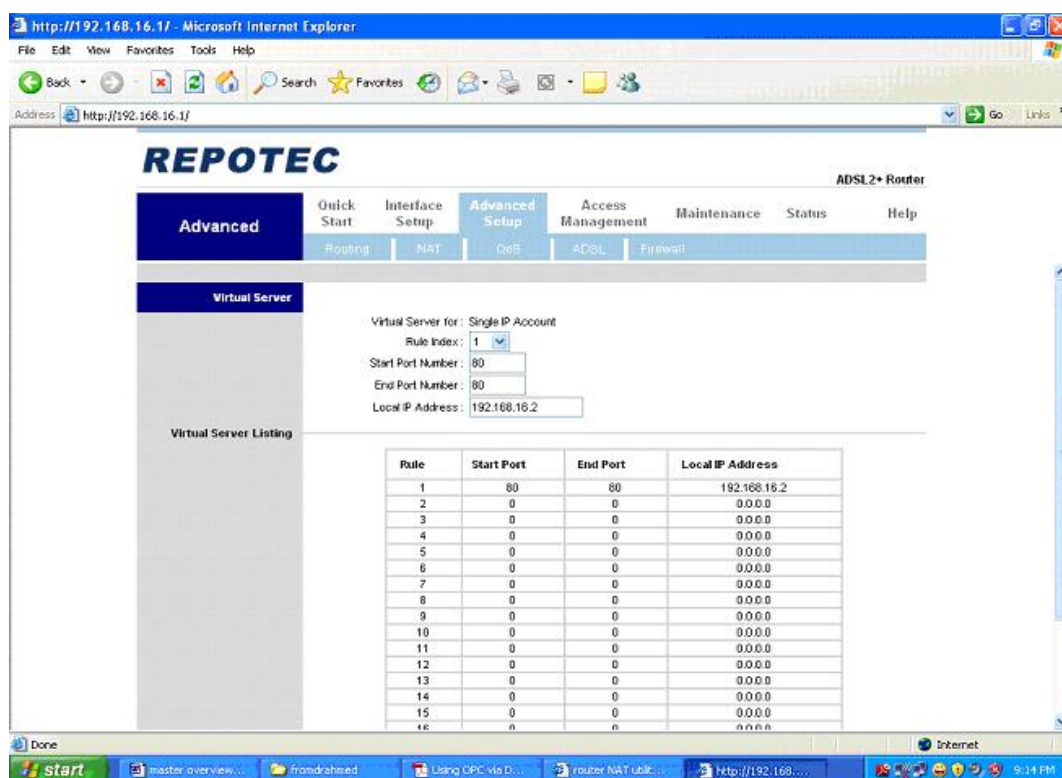 http://192.168.16.1/ - Microsoft Internet Explorer
File Edit View Favorites Tools Help
Back Search Favorites
Address http://192.168.16.1/ Go Links
REPOTEC
ADSL2+ Router
Advanced
Quick Start Interface Setup Advanced Setup Access Management Maintenance Status Help
Routing NAT QoS ADSL Firewall
Virtual Server
Virtual Server for : Single IP Account
Rule Index : 1
Start Port Number : 80
End Port Number : 80
Local IP Address : 192.168.16.2
Virtual Server Listing
Rule Start Port End Port Local IP Address
1 80 80 192.168.16.2
2 0 0 0.0.0.0
3 0 0 0.0.0.0
4 0 0 0.0.0.0
5 0 0 0.0.0.0
6 0 0 0.0.0.0
7 0 0 0.0.0.0
8 0 0 0.0.0.0
9 0 0 0.0.0.0
10 0 0 0.0.0.0
11 0 0 0.0.0.0
12 0 0 0.0.0.0
13 0 0 0.0.0.0
14 0 0 0.0.0.0
15 0 0 0.0.0.0
16 0 0 0.0.0.0
Done Internet
start master overview... fromdrahmed Using OPC via D... router NAT utilit... http://192.168.... 9:14 PM